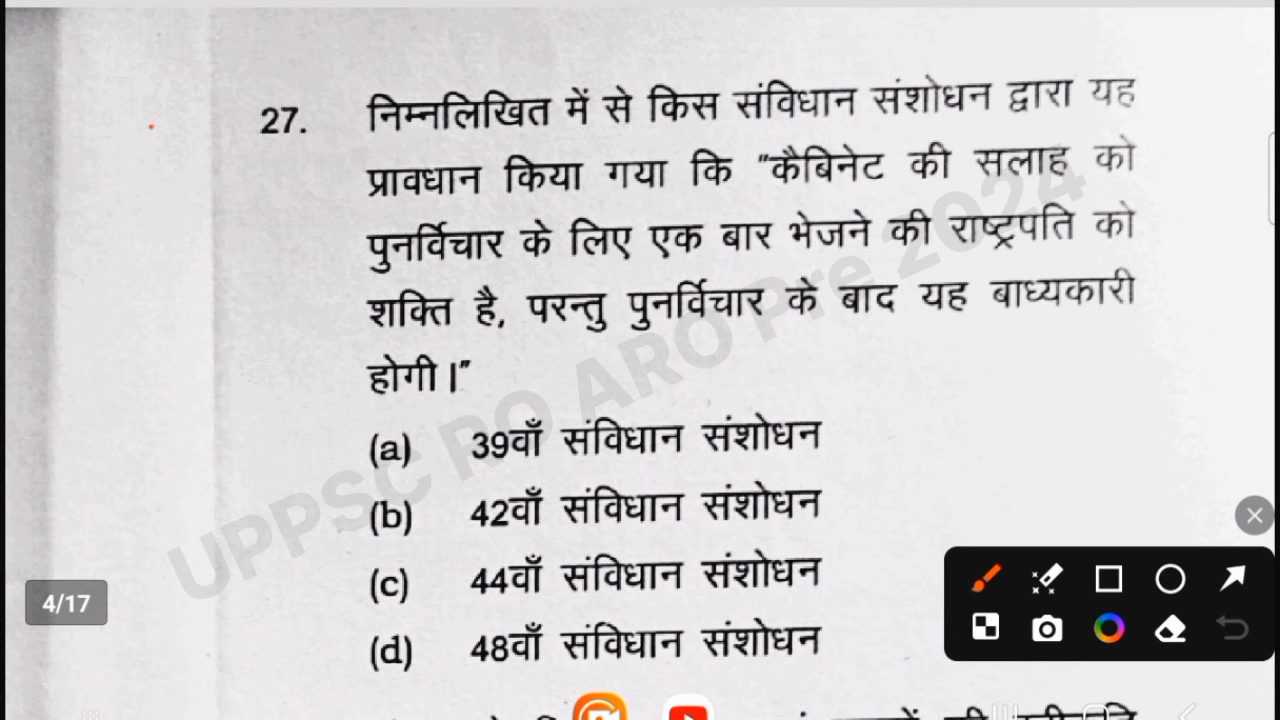 27. निम्नलिखित में से किस संविधान संशोधन द्वारा यह
प्रावधान किया गया कि "कैबिनेट की सलाह को
पुनर्विचार के लिए एक बार भेजने की राष्ट्रपति को
शक्ति है, परन्तु पुनर्विचार के बाद यह बाध्यकारी
होगी।"
(a) 39वाँ संविधान संशोधन
(b) 42वाँ संविधान संशोधन
(c) 44वाँ संविधान संशोधन
(d) 48वाँ संविधान संशोधन
UPPSC RO ARO Pre 2024
4/17